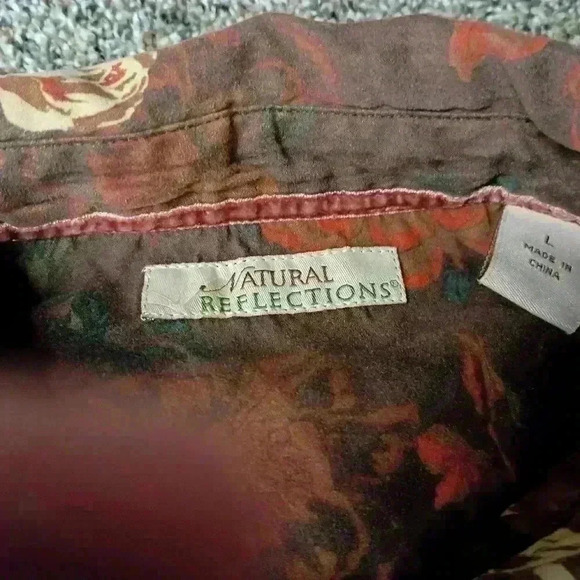 NATURAL
REFLECTIONS®
L
MADE IN
CHINA